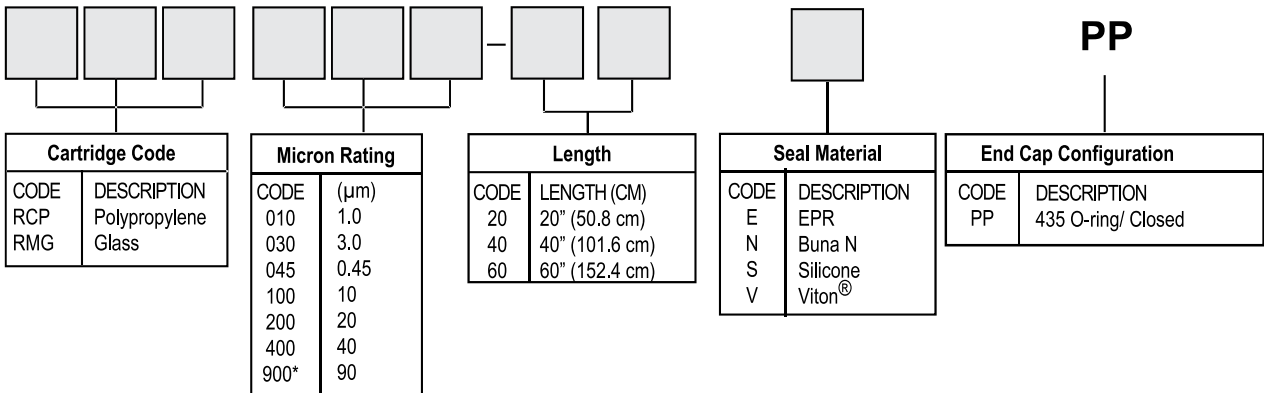 PP
Cartridge Code
CODE DESCRIPTION
RCP Polypropylene
RMG Glass
Micron Rating
CODE (µm)
010 1.0
030 3.0
045 0.45
100 10
200 20
400 40
900* 90
Length
CODE LENGTH (CM)
20 20” (50.8 cm)
40 40” (101.6 cm)
60 60” (152.4 cm)
Seal Material
CODE DESCRIPTION
E EPR
N Buna N
S Silicone
V Viton®
End Cap Configuration
CODE DESCRIPTION
PP 435 O-ring/ Closed